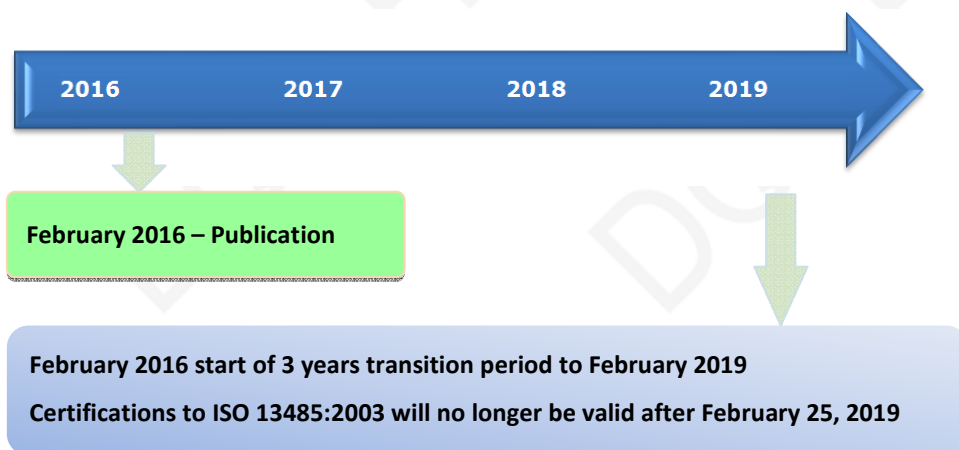 2016 2017 2018 2019
February 2016 – Publication
February 2016 start of 3 years transition period to February 2019
Certifications to ISO 13485:2003 will no longer be valid after February 25, 2019